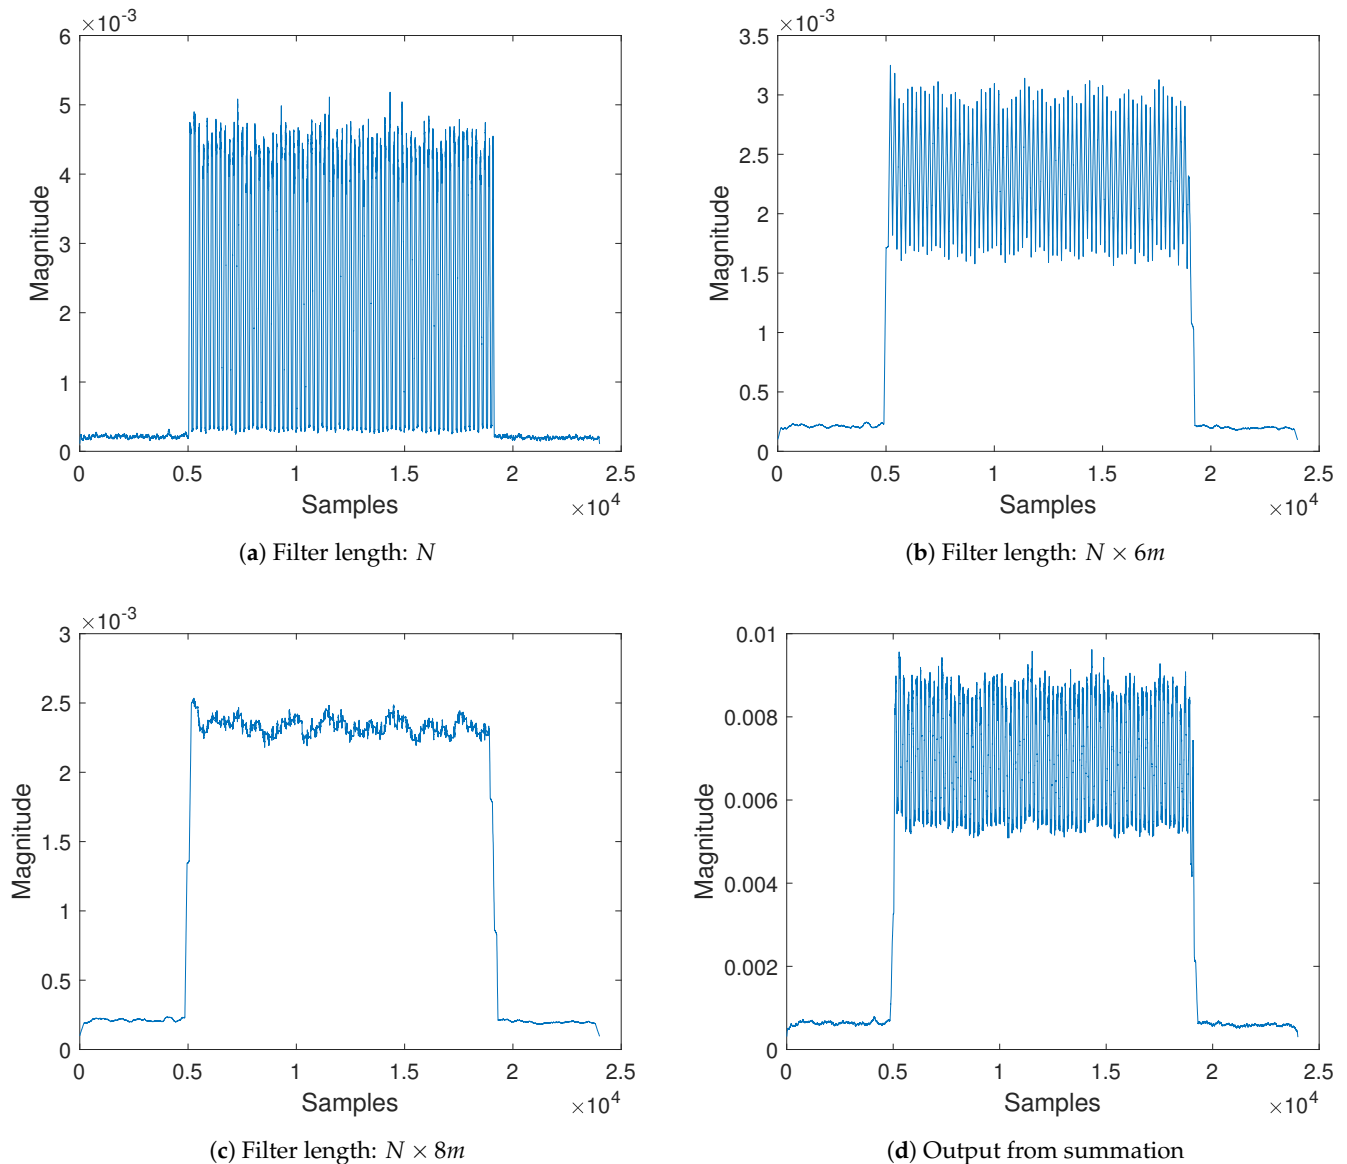 ×10⁻³
6
5
4
3
2
1
0
Magnitude
0 0.5 1 1.5 2 2.5
Samples
×10⁴
(a) Filter length: N
×10⁻³
3.5
3
2.5
2
1.5
1
0.5
0
Magnitude
0 0.5 1 1.5 2 2.5
Samples
×10⁴
(b) Filter length: N × 6m
×10⁻³
3
2.5
2
1.5
1
0.5
0
Magnitude
0 0.5 1 1.5 2 2.5
Samples
×10⁴
(c) Filter length: N × 8m
0.01
0.008
0.006
0.004
0.002
0
Magnitude
0 0.5 1 1.5 2 2.5
Samples
×10⁴
(d) Output from summation